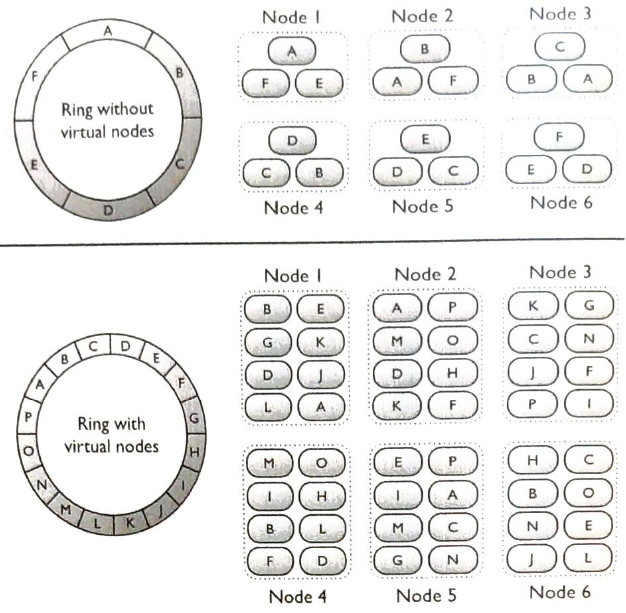 Node 1 Node 2 Node 3
A
B
C
F E
A F
B A
D
E
F
C B
D C
E D
Node 4 Node 5 Node 6
A
B
C
D
E
F
Ring without
virtual nodes
Node 1 Node 2 Node 3
B E
G K
D J
L A
A P
M O
D H
K F
K G
C N
J F
P I
M O
I H
B L
F D
E P
I A
M C
G N
H C
B O
N E
J L
Node 4 Node 5 Node 6
A
B
C
D
E
F
G
H
I
J
K
L
M
N
O
P
Ring with
virtual nodes